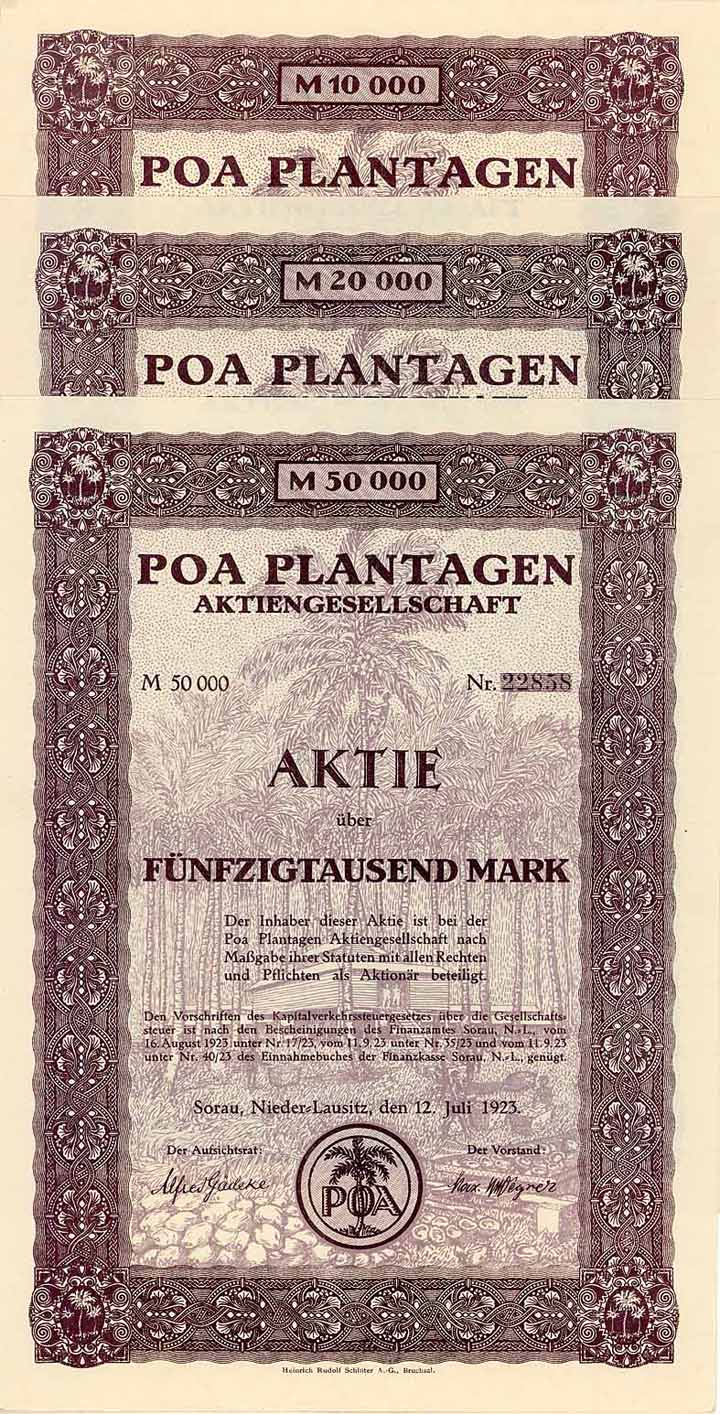 M 10 000
POA PLANTAGEN
M 20 000
POA PLANTAGEN
M 50 000
POA PLANTAGEN
AKTIENGESELLSCHAFT
M 50 000 Nr. 22838
AKTIE
über
FÜNFZIGTAUSEND MARK
Der Inhaber dieser Aktie ist bei der
Poa Plantagen Aktiengesellschaft nach
Maßgabe ihrer Statuten mit allen Rechten
und Pflichten als Aktionär beteiligt.
Den Vorschriften des Kapitalverkehrssteuergesetzes über die Gesellschafts-
steuer ist nach den Bescheinigungen des Finanzamtes Sorau, N.-L., vom
16. August 1923 unter Nr. 17/23, vom 11. 9. 23 unter Nr. 35/23 und vom 11. 9. 23
unter Nr. 40/23 des Einnahmebuches der Finanzkasse Sorau, N.-L., genügt.
Sorau, Nieder-Lausitz, den 12. Juli 1923.
Der Aufsichtsrat: Der Vorstand:
Alfred Gädeke Max
POA
Heinrich Rudolf Schlüter A.-G., Bruchsal.